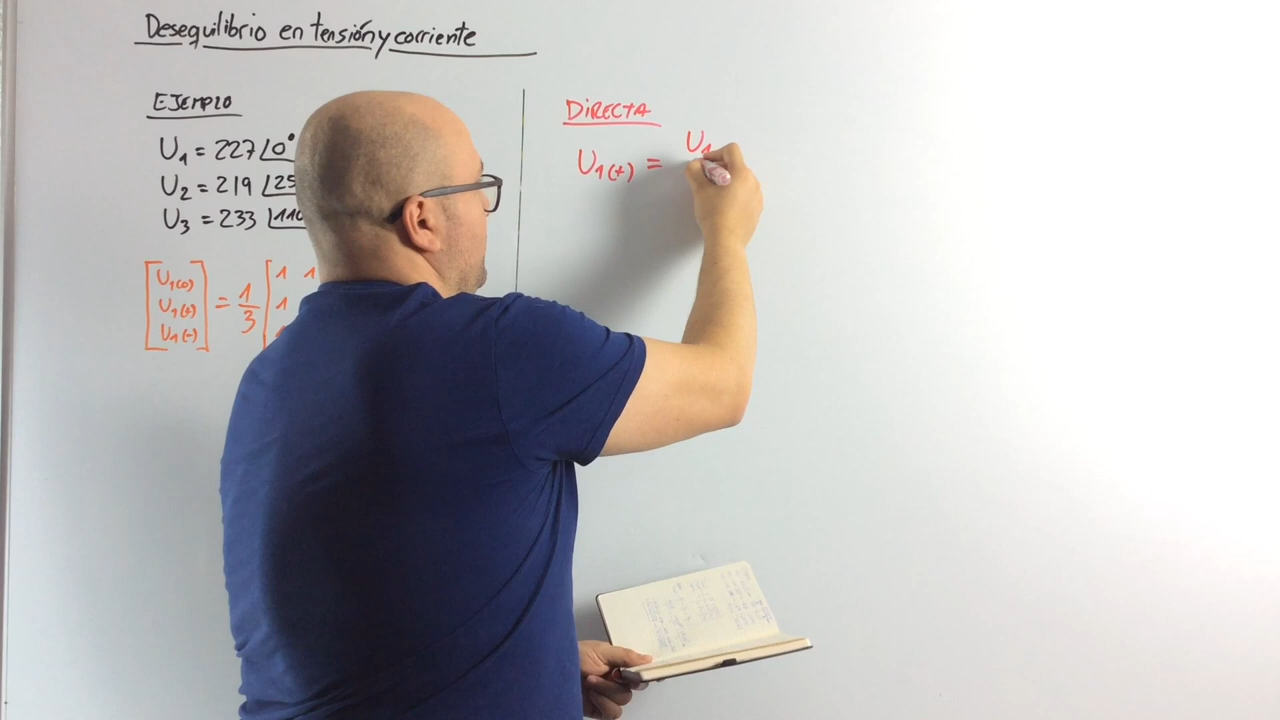 Desequilibrio en tensión y corriente
EJEMPLO
U1 = 227 ∠0°
U2 = 219 ∠25
U3 = 233 ∠110
[U1(0) U1(+) U1(-)] = 1/3 [1 1
1
DIRECTA
U1(+) = U1